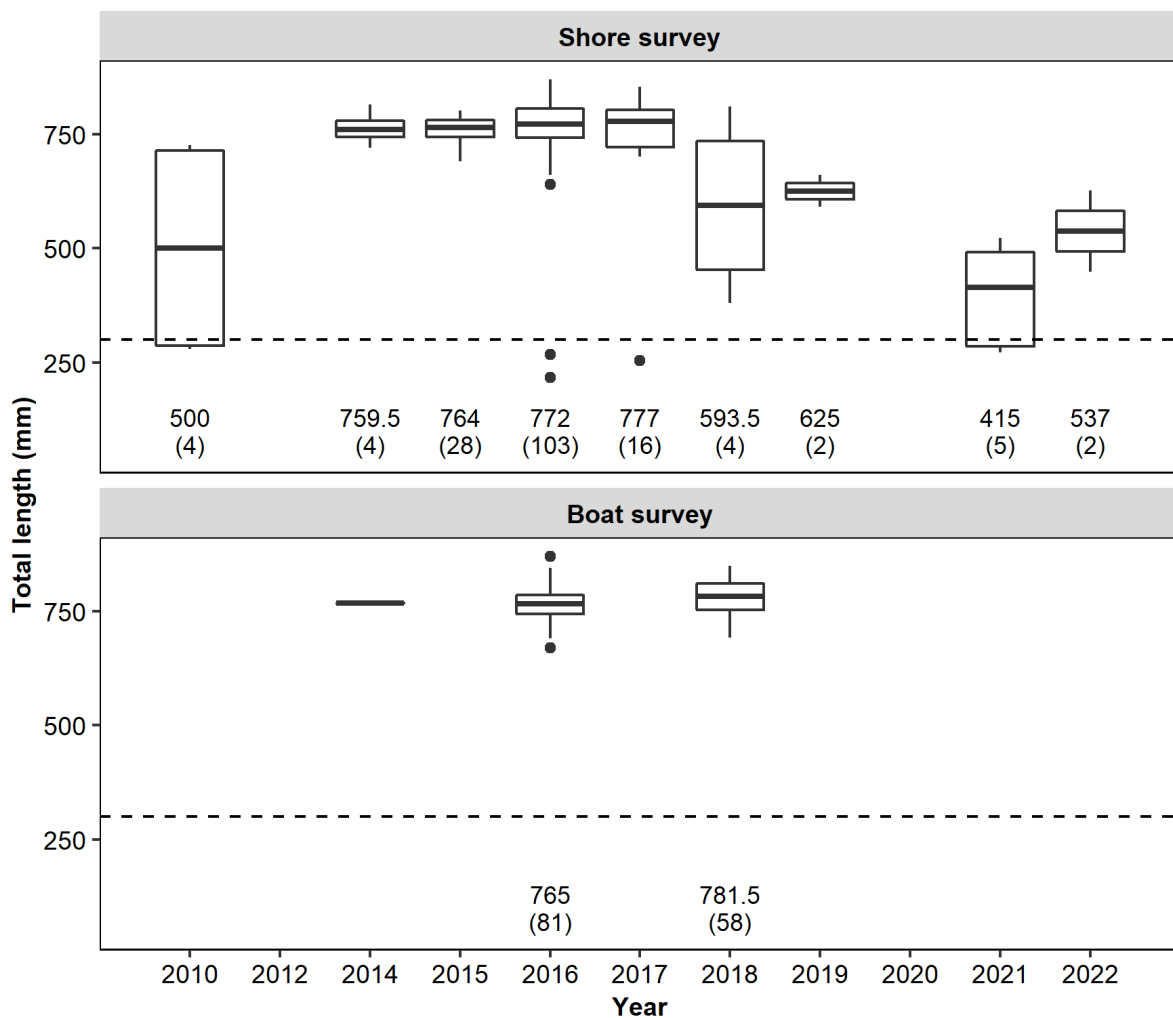 Shore survey
Total length (mm)
750
500
250
500 759.5 764 772 777 593.5 625 415 537
(4) (4) (28) (103) (16) (4) (2) (5) (2)
Boat survey
750
500
250
765 781.5
(81) (58)
2010 2012 2014 2015 2016 2017 2018 2019 2020 2021 2022
Year